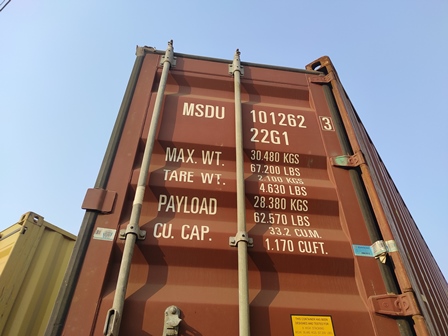 MSDU 101262 3
22G1
MAX. WT. 30.480 KGS
67.200 LBS
TARE WT. 2.100 KGS
4.630 LBS
PAYLOAD 28.380 KGS
62.570 LBS
CU. CAP. 33.2 CU.M.
1.170 CU.FT.